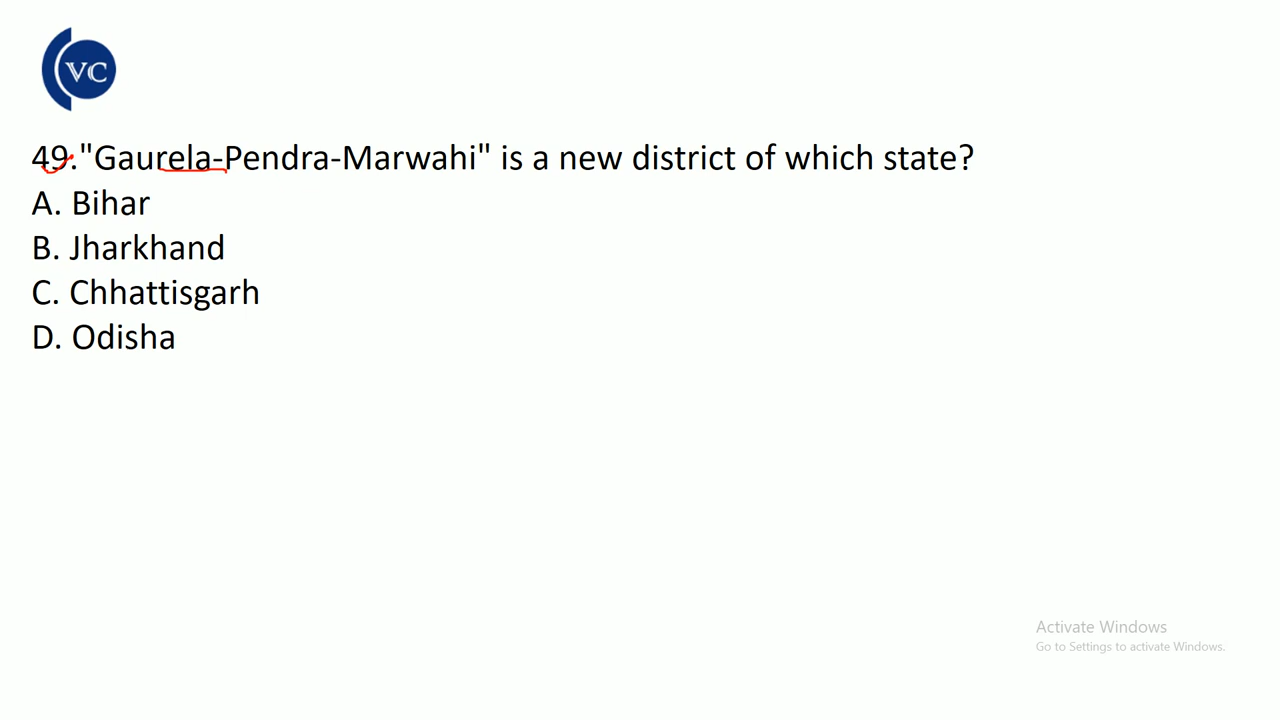 VC
49."Gaurela-Pendra-Marwahi" is a new district of which state?
A. Bihar
B. Jharkhand
C. Chhattisgarh
D. Odisha
Activate Windows
Go to Settings to activate Windows.